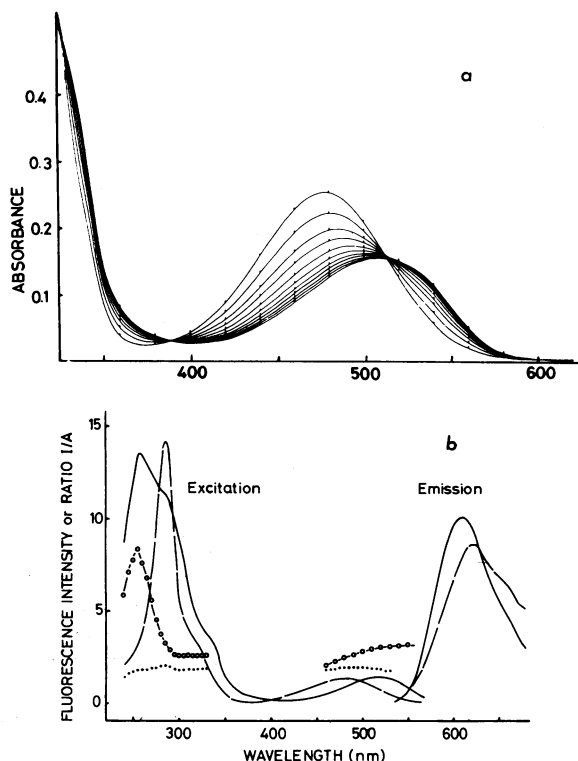 a
0.4
0.3
0.2
0.1
ABSORBANCE
400 500 600
b
15
10
5
0
Excitation Emission
FLUORESCENCE INTENSITY or RATIO I/A
300 400 500 600
WAVELENGTH (nm)